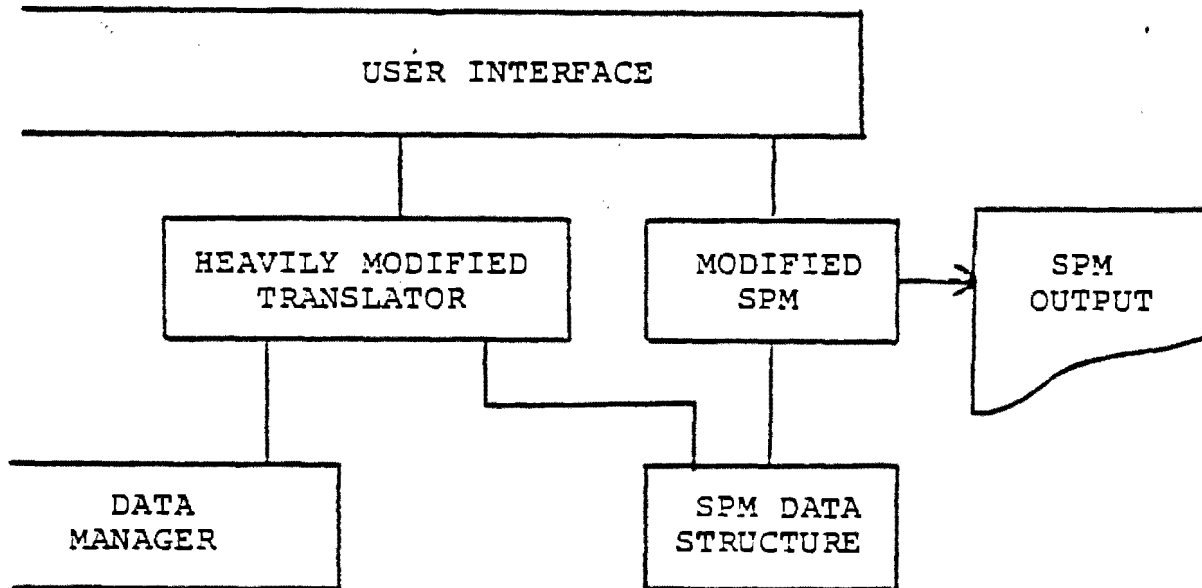 USER INTERFACE
HEAVILY MODIFIED
TRANSLATOR
MODIFIED
SPM
SPM
OUTPUT
DATA
MANAGER
SPM DATA
STRUCTURE